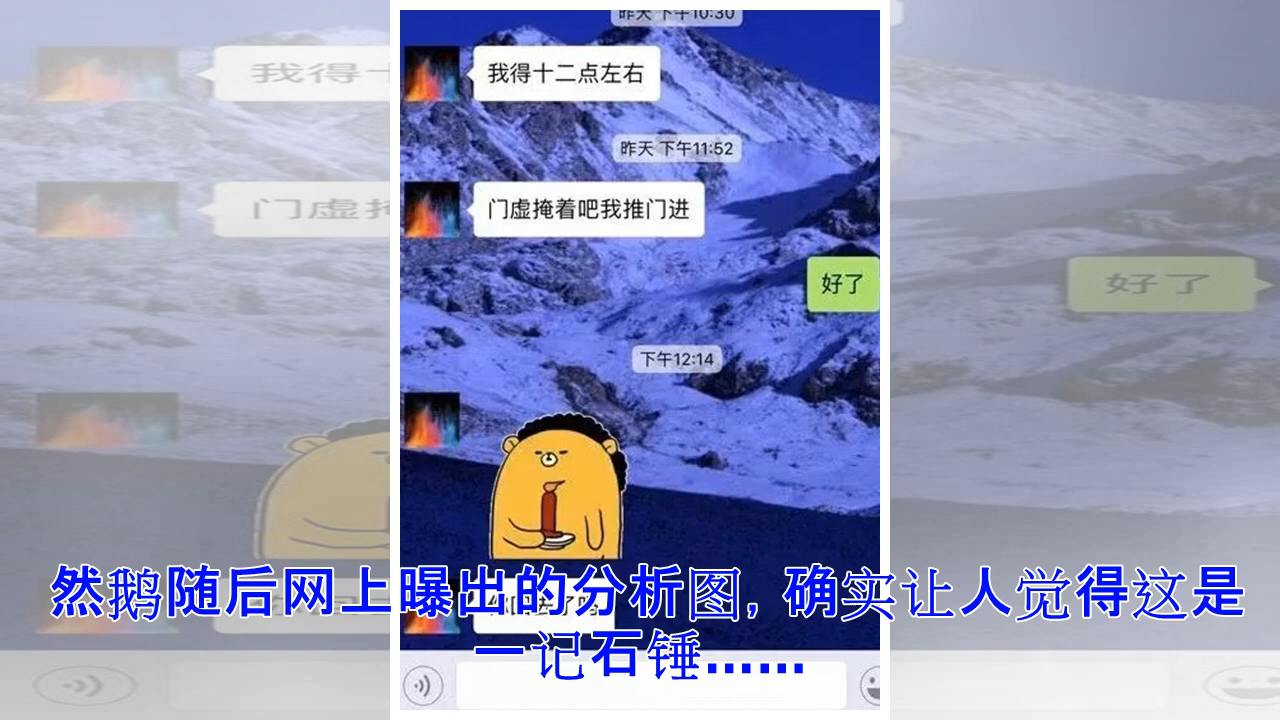 昨天 下午10:30
我得十二点左右
昨天 下午11:52
门虚掩着吧我推门进
好了
下午12:14
然鹅随后网上曝出的分析图,确实让人觉得这是
一记石锤……